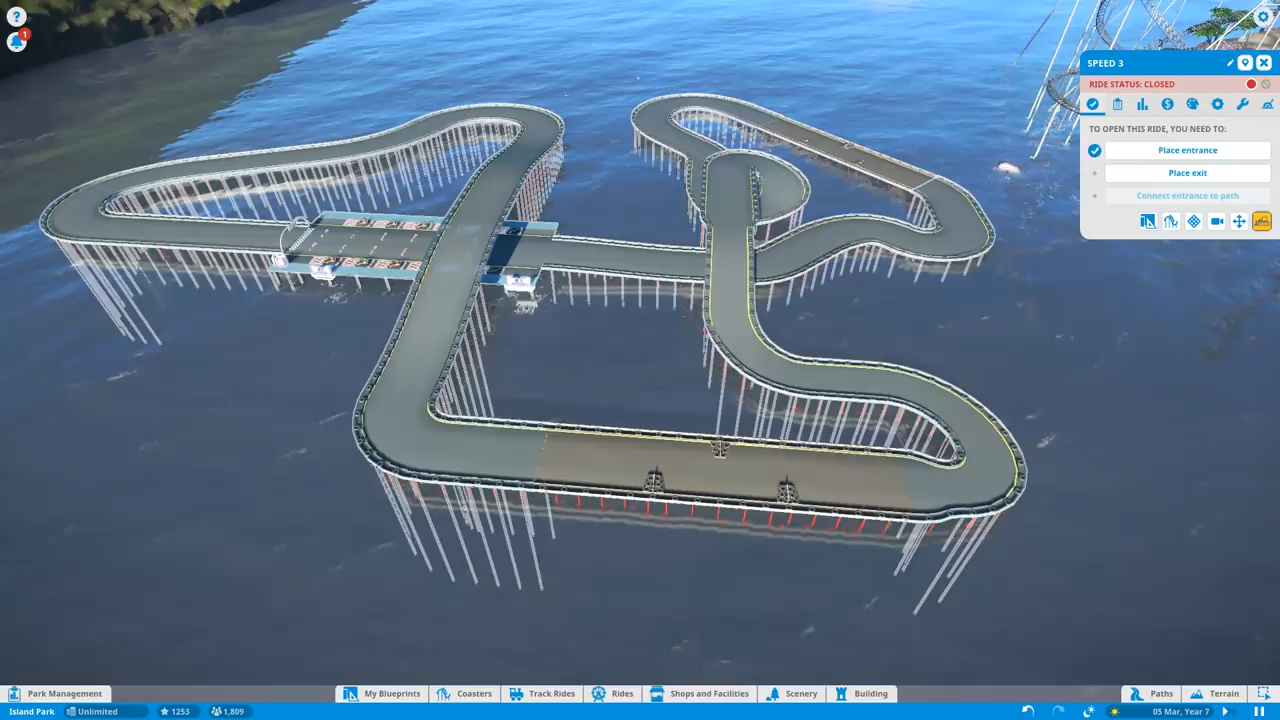 ?
1
SPEED 3
RIDE STATUS: CLOSED
TO OPEN THIS RIDE, YOU NEED TO:
Place entrance
Place exit
Connect entrance to path
Park Management
My Blueprints
Coasters
Track Rides
Rides
Shops and Facilities
Scenery
Building
Paths
Terrain
Island Park
Unlimited
1253
1,809
05 Mar, Year 7